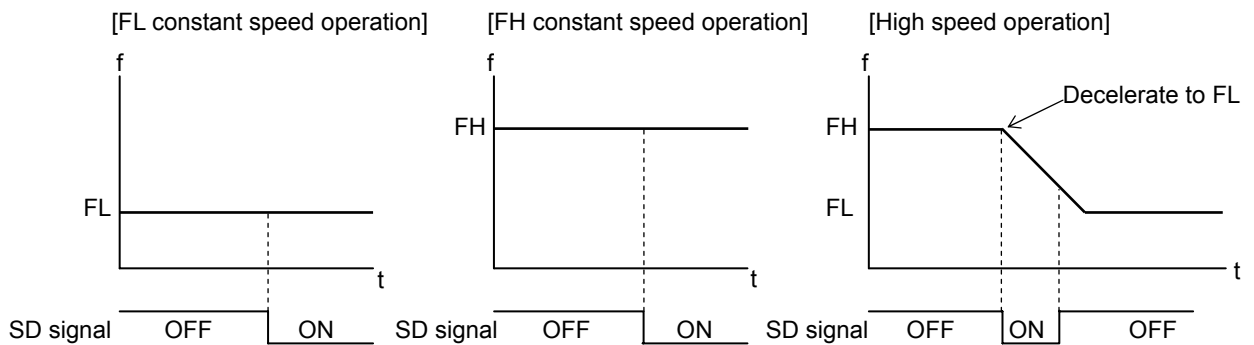 [FL constant speed operation] [FH constant speed operation] [High speed operation]
f f f
Decelerate to FL
FH FH
FL FL
t t t
SD signal OFF ON SD signal OFF ON SD signal OFF ON OFF